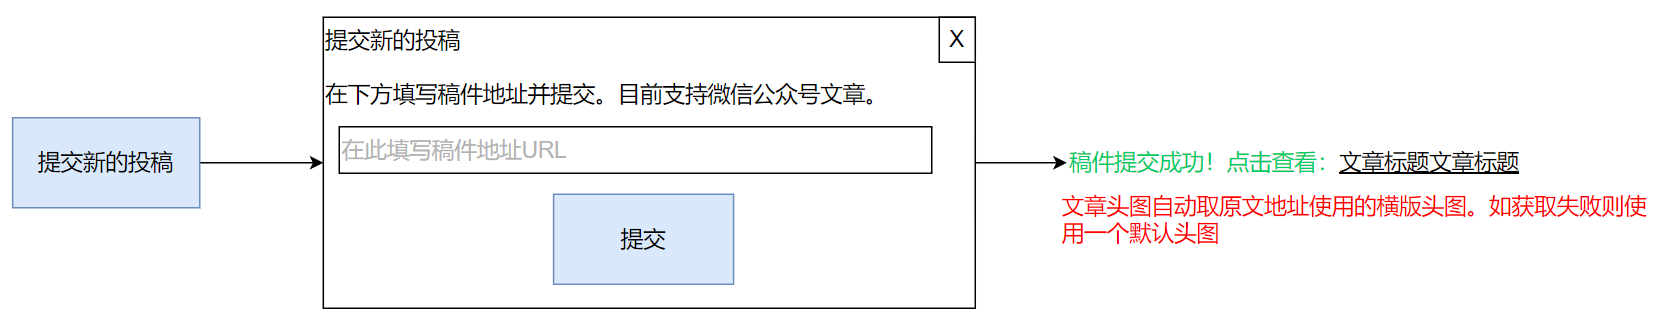 提交新的投稿
提交新的投稿
X
在下方填写稿件地址并提交。目前支持微信公众号文章。
在此填写稿件地址URL
提交
稿件提交成功！点击查看：文章标题文章标题
文章头图自动取原文地址使用的横版头图。如获取失败则使
用一个默认头图